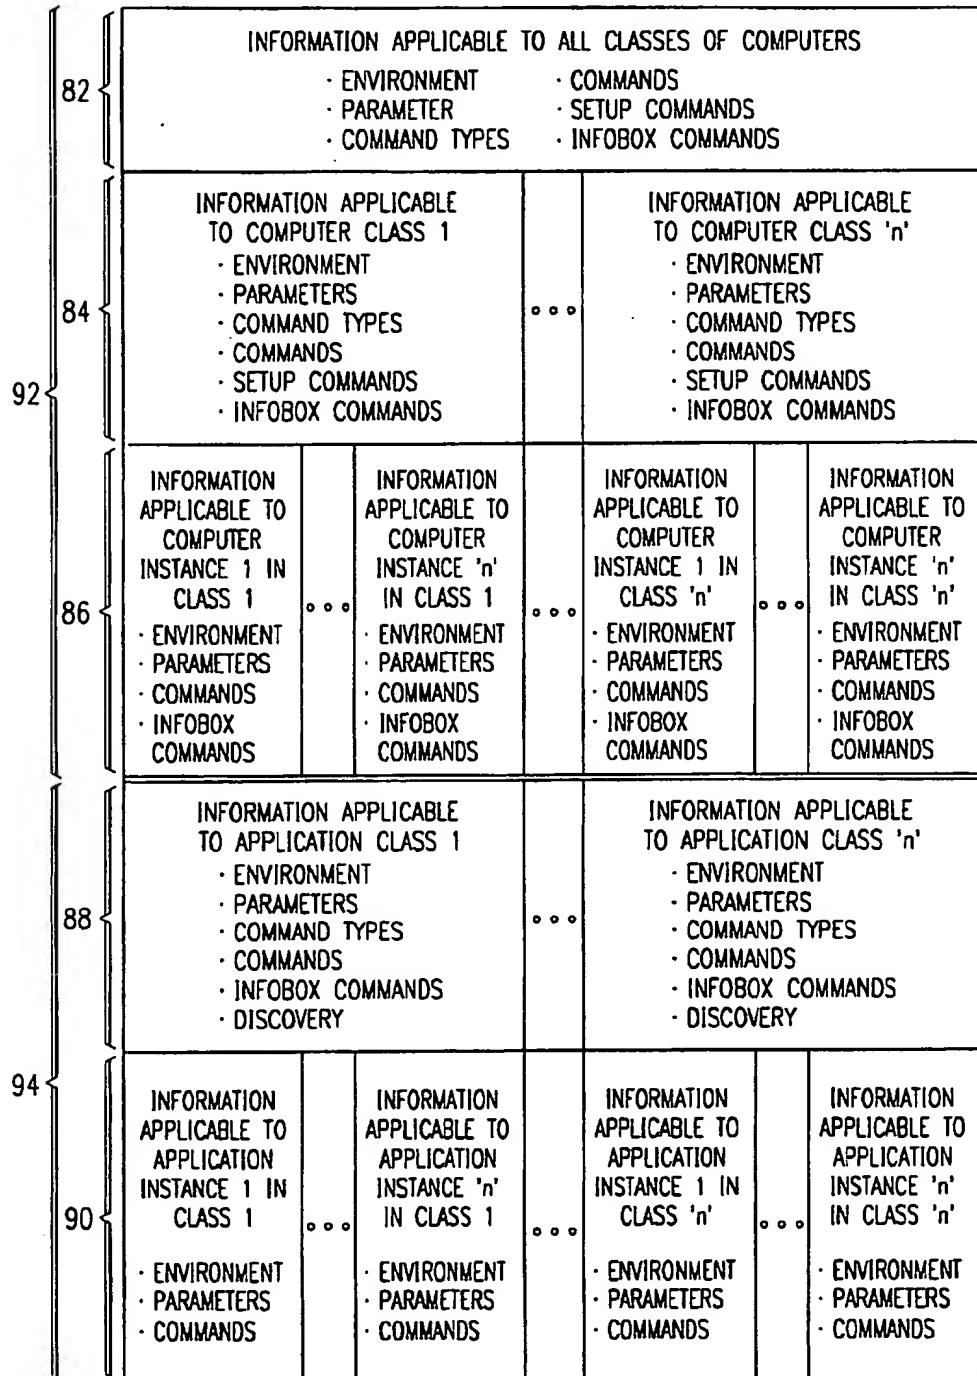 INFORMATION APPLICABLE TO ALL CLASSES OF COMPUTERS
· ENVIRONMENT · COMMANDS
· PARAMETER · SETUP COMMANDS
· COMMAND TYPES · INFOBOX COMMANDS
82
INFORMATION APPLICABLE
TO COMPUTER CLASS 1
· ENVIRONMENT
· PARAMETERS
· COMMAND TYPES
· COMMANDS
· SETUP COMMANDS
· INFOBOX COMMANDS
INFORMATION APPLICABLE
TO COMPUTER CLASS 'n'
· ENVIRONMENT
· PARAMETERS
· COMMAND TYPES
· COMMANDS
· SETUP COMMANDS
· INFOBOX COMMANDS
84
92
INFORMATION
APPLICABLE TO
COMPUTER
INSTANCE 1 IN
CLASS 1
· ENVIRONMENT
· PARAMETERS
· COMMANDS
· INFOBOX
COMMANDS
INFORMATION
APPLICABLE TO
COMPUTER
INSTANCE 'n'
IN CLASS 1
· ENVIRONMENT
· PARAMETERS
· COMMANDS
· INFOBOX
COMMANDS
INFORMATION
APPLICABLE TO
COMPUTER
INSTANCE 1 IN
CLASS 'n'
· ENVIRONMENT
· PARAMETERS
· COMMANDS
· INFOBOX
COMMANDS
INFORMATION
APPLICABLE TO
COMPUTER
INSTANCE 'n'
IN CLASS 'n'
· ENVIRONMENT
· PARAMETERS
· COMMANDS
· INFOBOX
COMMANDS
86
INFORMATION APPLICABLE
TO APPLICATION CLASS 1
· ENVIRONMENT
· PARAMETERS
· COMMAND TYPES
· COMMANDS
· INFOBOX COMMANDS
· DISCOVERY
INFORMATION APPLICABLE
TO APPLICATION CLASS 'n'
· ENVIRONMENT
· PARAMETERS
· COMMAND TYPES
· COMMANDS
· INFOBOX COMMANDS
· DISCOVERY
88
94
INFORMATION
APPLICABLE TO
APPLICATION
INSTANCE 1 IN
CLASS 1
· ENVIRONMENT
· PARAMETERS
· COMMANDS
INFORMATION
APPLICABLE TO
APPLICATION
INSTANCE 'n'
IN CLASS 1
· ENVIRONMENT
· PARAMETERS
· COMMANDS
INFORMATION
APPLICABLE TO
APPLICATION
INSTANCE 1 IN
CLASS 'n'
· ENVIRONMENT
· PARAMETERS
· COMMANDS
INFORMATION
APPLICABLE TO
APPLICATION
INSTANCE 'n'
IN CLASS 'n'
· ENVIRONMENT
· PARAMETERS
· COMMANDS
90